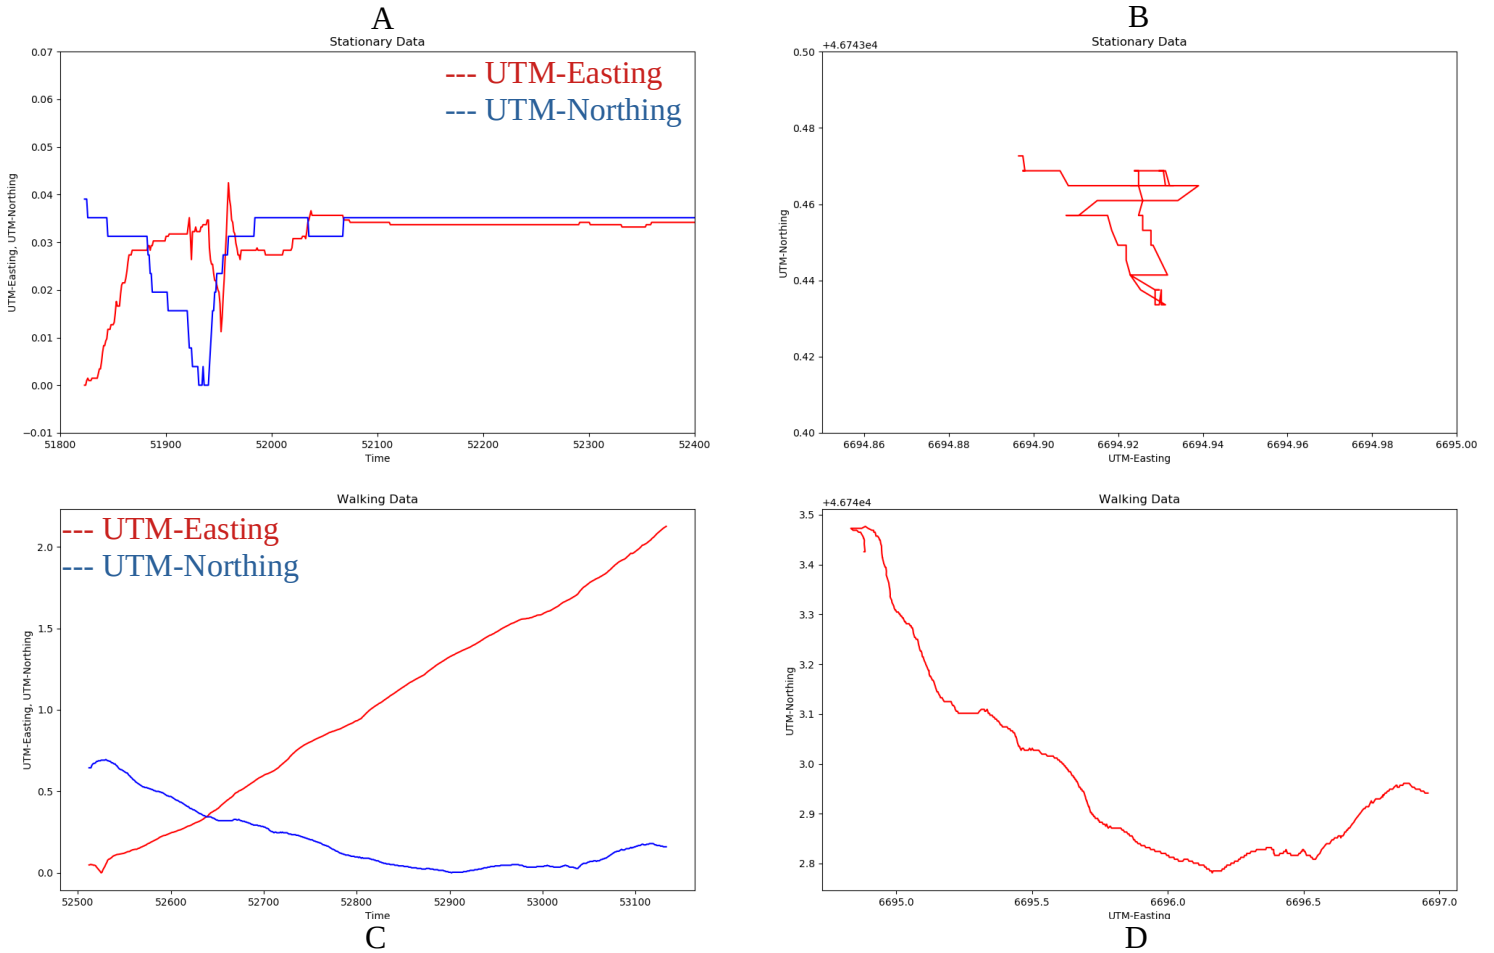 A
Stationary Data
0.07
0.06
0.05
0.04
0.03
0.02
0.01
0.00
−0.01
UTM-Easting, UTM-Northing
--- UTM-Easting
--- UTM-Northing
51800 51900 52000 52100 52200 52300 52400
Time
B
Stationary Data
+4.6743e4
0.50
0.48
0.46
0.44
0.42
0.40
UTM-Northing
6694.86 6694.88 6694.90 6694.92 6694.94 6694.96 6694.98 6695.00
UTM-Easting
Walking Data
--- UTM-Easting
--- UTM-Northing
2.0
1.5
1.0
0.5
0.0
UTM-Easting, UTM-Northing
52500 52600 52700 52800 52900 53000 53100
Time
C
Walking Data
+4.674e4
3.5
3.4
3.3
3.2
3.1
3.0
2.9
2.8
UTM-Northing
6695.0 6695.5 6696.0 6696.5 6697.0
UTM-Easting
D